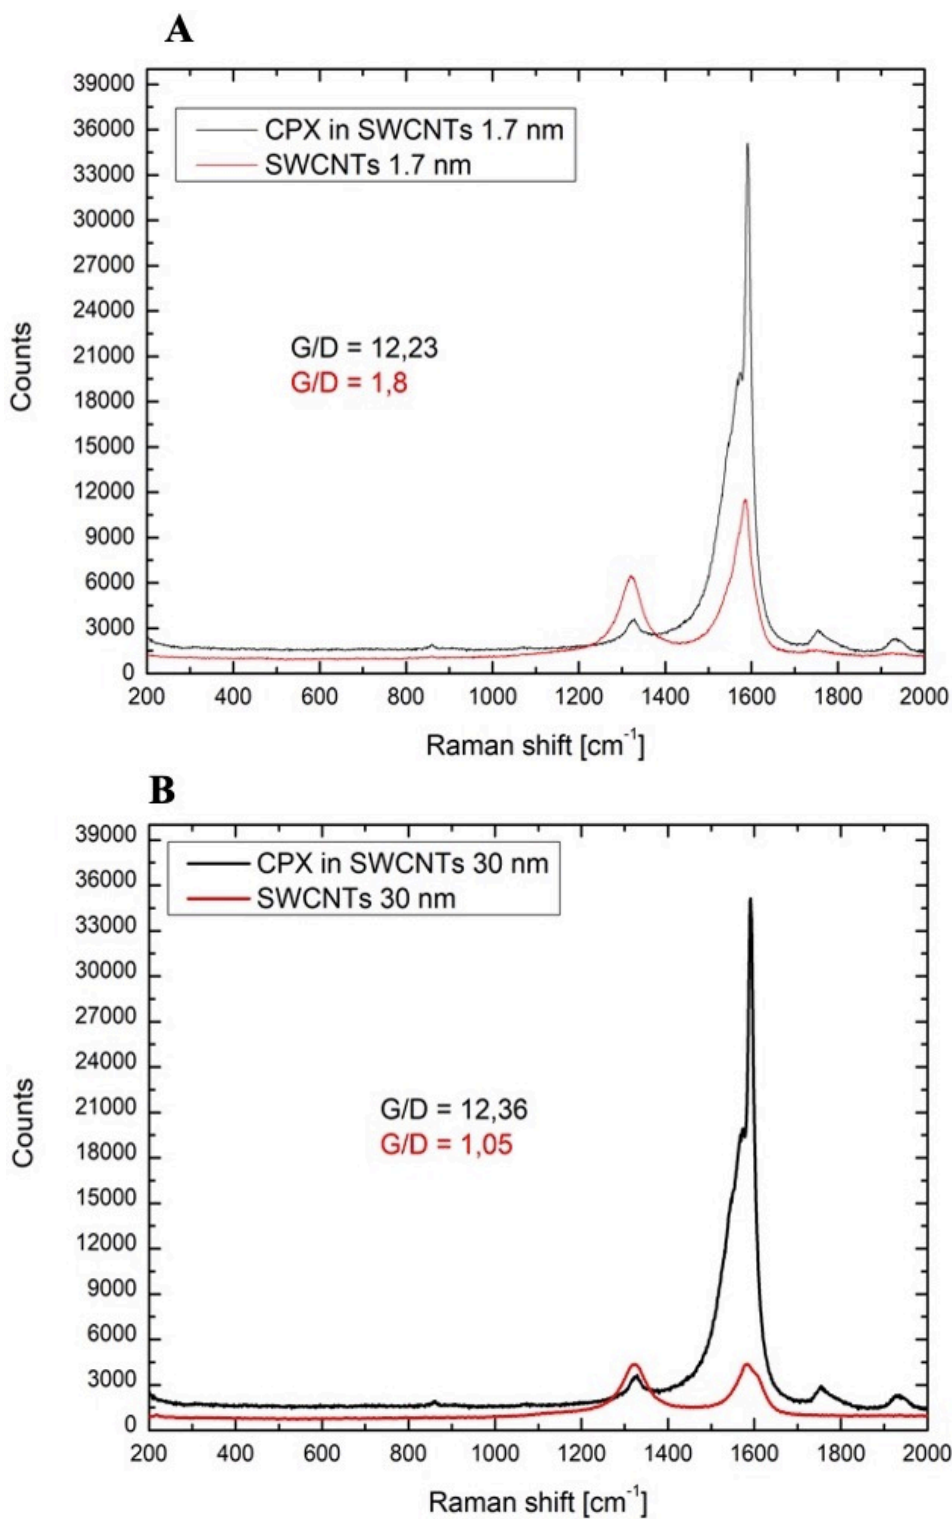 A
39000
36000
33000
30000
27000
24000
21000
18000
15000
12000
9000
6000
3000
0
Counts
CPX in SWCNTs 1.7 nm
SWCNTs 1.7 nm
G/D = 12,23
G/D = 1,8
200 400 600 800 1000 1200 1400 1600 1800 2000
Raman shift [cm⁻¹]
B
39000
36000
33000
30000
27000
24000
21000
18000
15000
12000
9000
6000
3000
0
Counts
CPX in SWCNTs 30 nm
SWCNTs 30 nm
G/D = 12,36
G/D = 1,05
200 400 600 800 1000 1200 1400 1600 1800 2000
Raman shift [cm⁻¹]